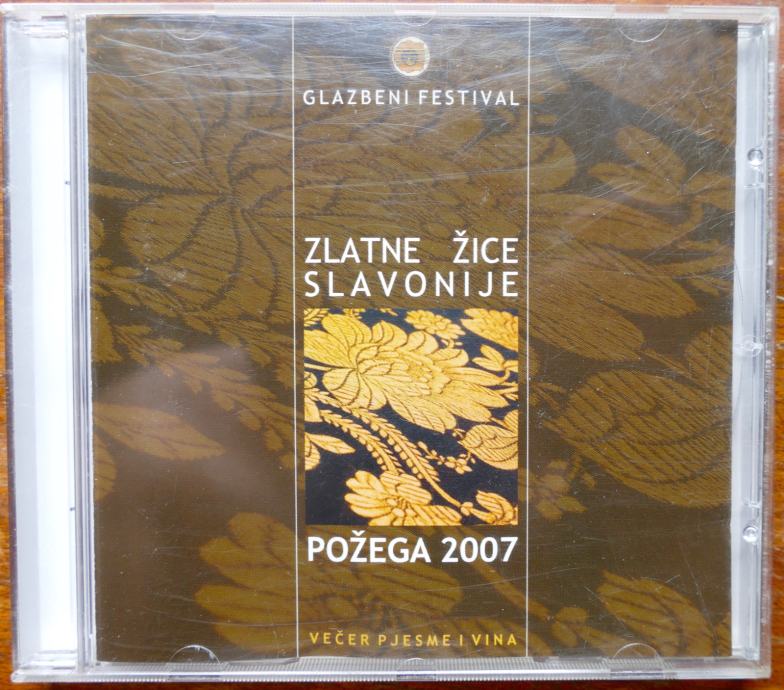 GLAZBENI FESTIVAL
ZLATNE ŽICE
SLAVONIJE
POŽEGA 2007
VEČER PJESME I VINA